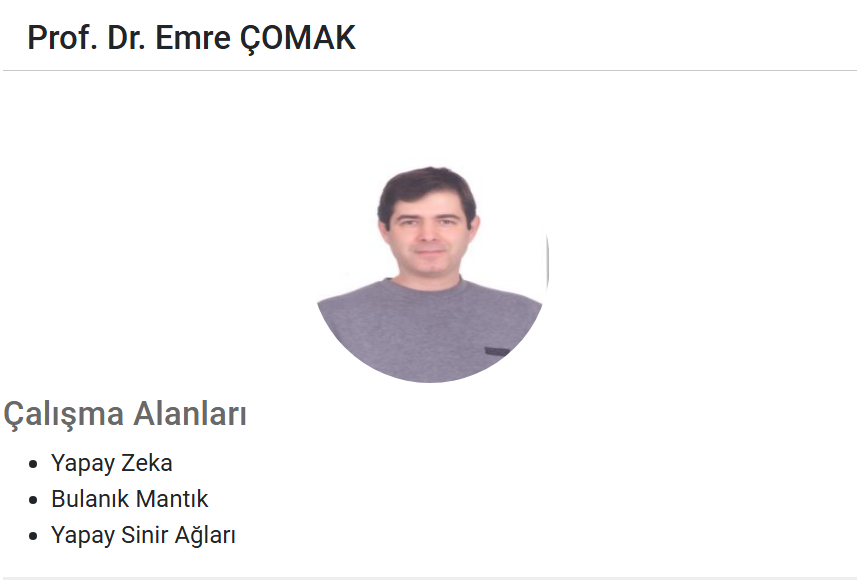 Prof. Dr. Emre ÇOMAK
Çalışma Alanları
Yapay Zeka
Bulanık Mantık
Yapay Sinir Ağları